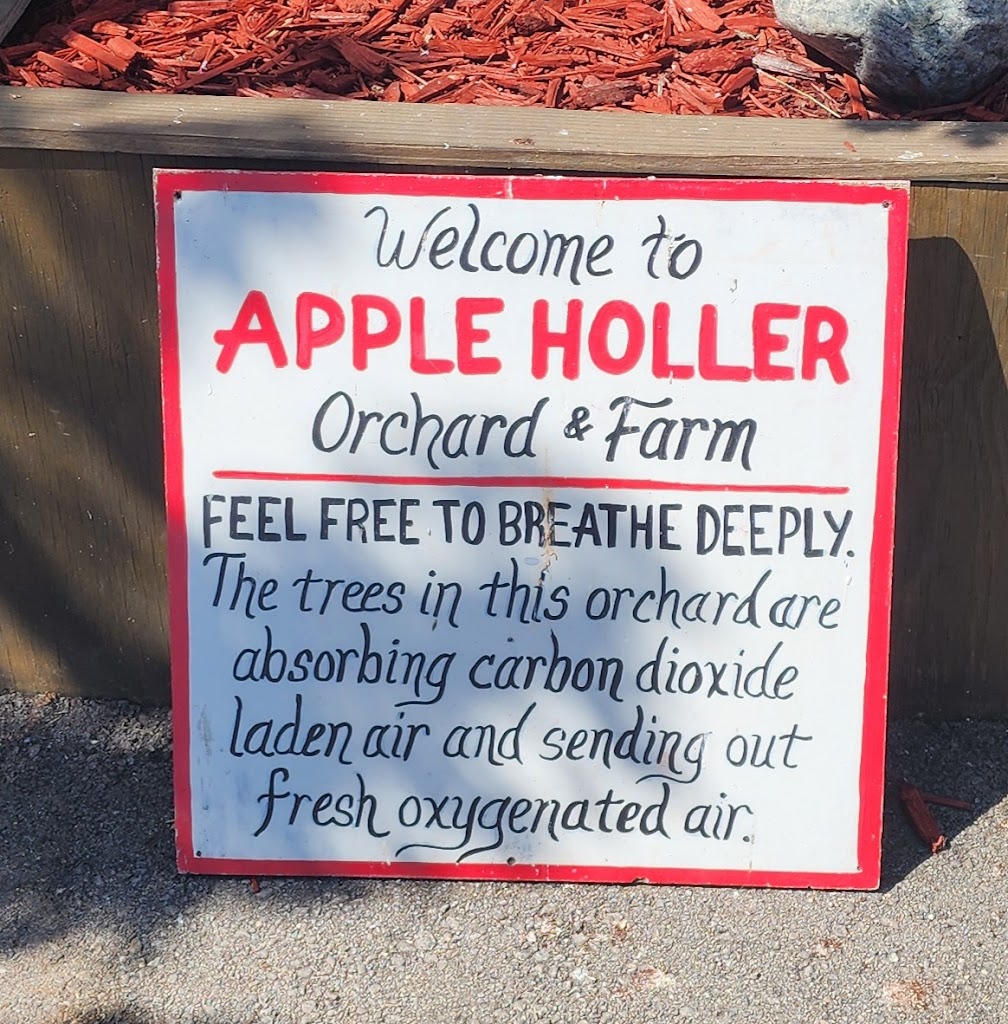 Welcome to
APPLE HOLLER
Orchard & Farm
FEEL FREE TO BREATHE DEEPLY.
The trees in this orchard are
absorbing carbon dioxide
laden air and sending out
fresh oxygenated air.